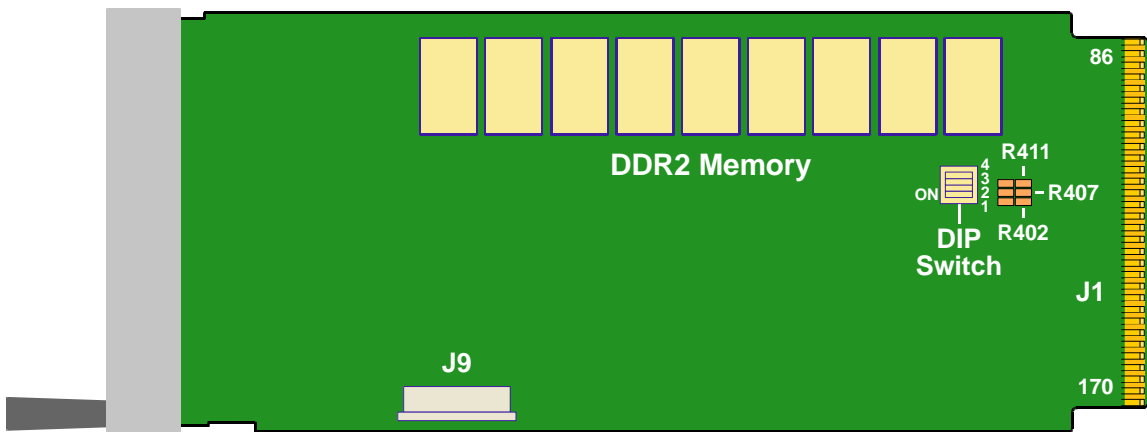 86
DDR2 Memory
R411
4
3
2
1
ON
R407
R402
DIP
Switch
J1
J9
170